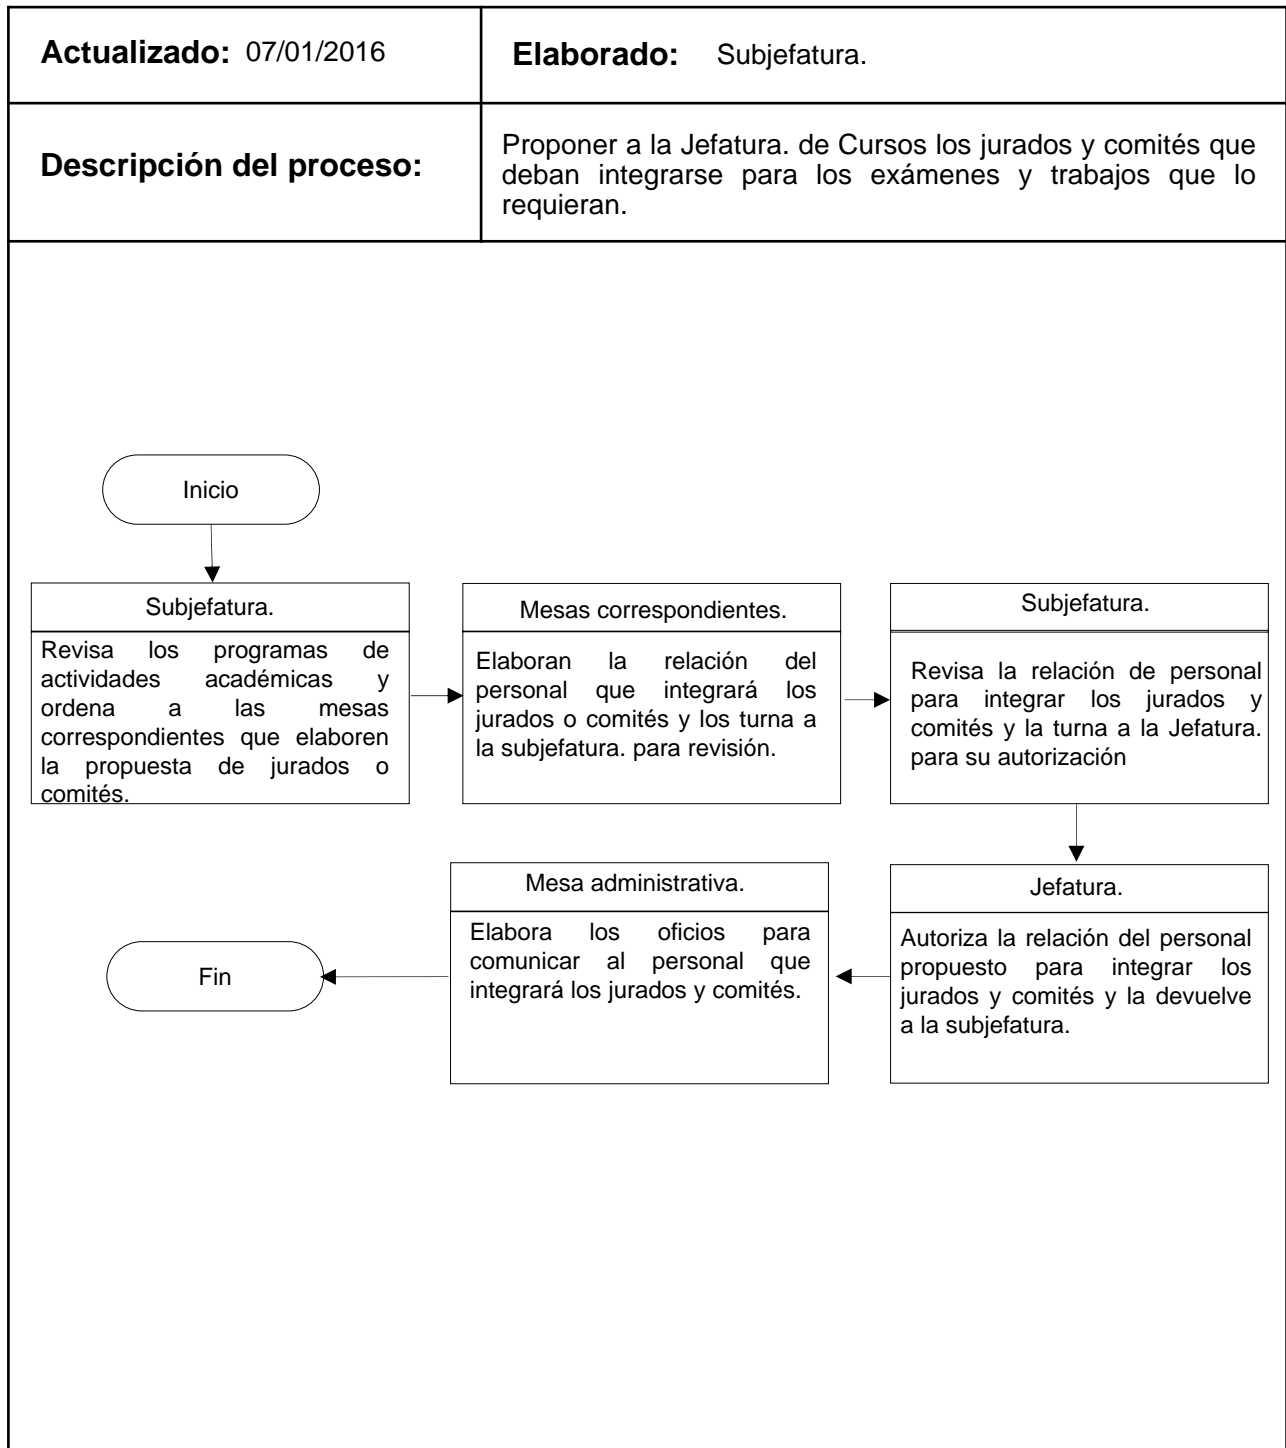 Actualizado: 07/01/2016
Elaborado: Subjefatura.
Descripción del proceso:
Proponer a la Jefatura. de Cursos los jurados y comités que
deban integrarse para los exámenes y trabajos que lo
requieran.
Inicio
Subjefatura.
Revisa los programas de
actividades académicas y
ordena a las mesas
correspondientes que elaboren
la propuesta de jurados o
comités.
Mesas correspondientes.
Elaboran la relación del
personal que integrará los
jurados o comités y los turna a
la subjefatura. para revisión.
Subjefatura.
Revisa la relación de personal
para integrar los jurados y
comités y la turna a la Jefatura.
para su autorización
Jefatura.
Autoriza la relación del personal
propuesto para integrar los
jurados y comités y la devuelve
a la subjefatura.
Mesa administrativa.
Elabora los oficios para
comunicar al personal que
integrará los jurados y comités.
Fin